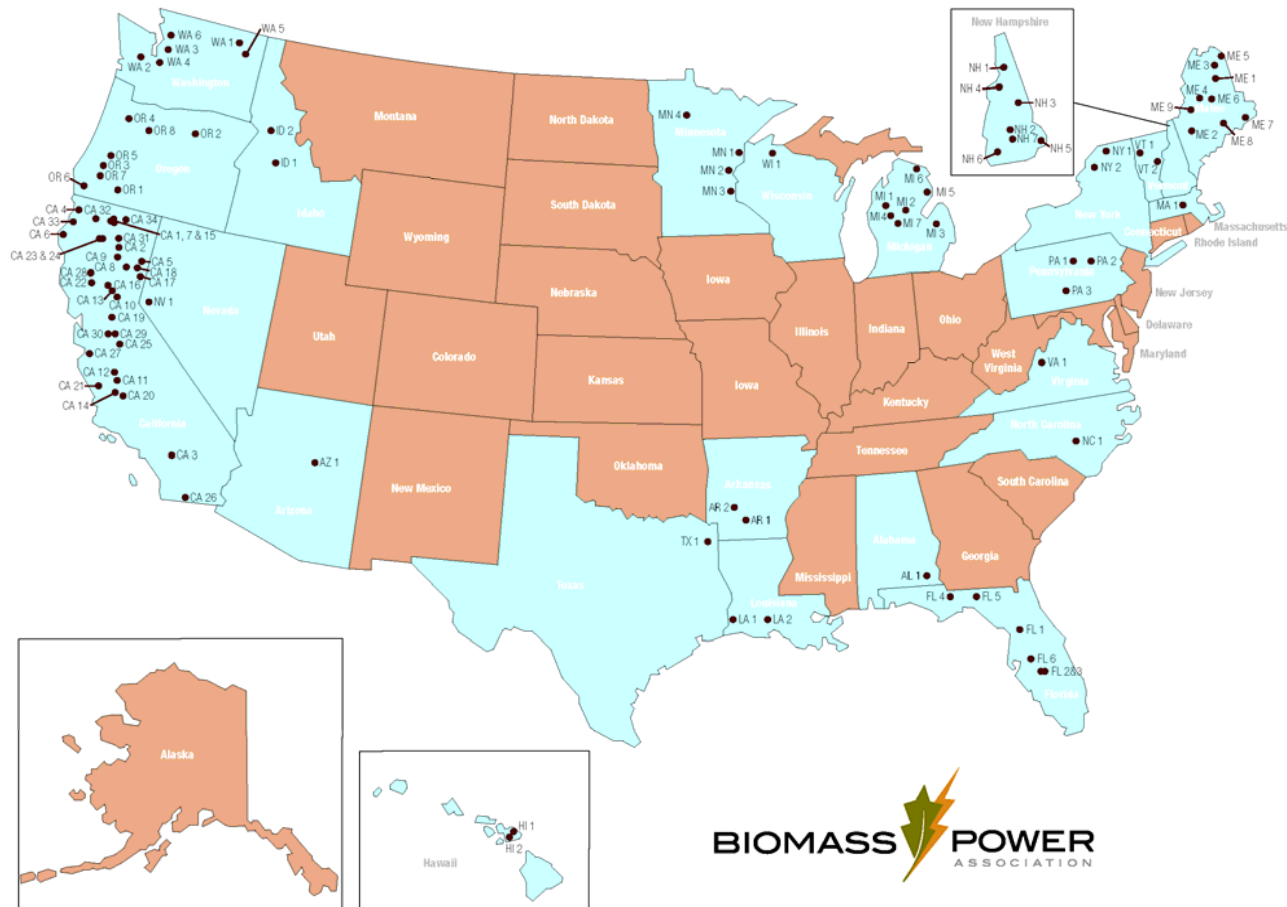 New Hampshire
NH 1
NH 4
NH 3
NH 2
NH 7
NH 6
NH 5
WA 6
WA 5
WA 1
WA 3
WA 2
WA 4
Washington
ME 5
ME 3
ME 1
ME 4
ME 6
ME 9
ME 7
ME 2
ME 8
Montana
North Dakota
MN 4
Minnesota
OR 4
OR 8
OR 2
ID 2
OR 5
OR 3
OR 7
OR 6
OR 1
Oregon
ID 1
Idaho
MN 1
MN 2
MN 3
WI 1
Wisconsin
MI 6
MI 5
MI 1
MI 2
MI 4
MI 7
MI 3
Michigan
NY 1
NY 2
VT 1
VT 2
Vermont
New York
MA 1
Massachusetts
Connecticut
Rhode Island
South Dakota
Wyoming
CA 4
CA 32
CA 34
CA 33
CA 1, 7 & 15
CA 6
CA 31
CA 2
CA 23 & 24
CA 9
CA 5
CA 8
CA 18
CA 28
CA 17
CA 22
CA 16
CA 13
CA 10
NV 1
CA 19
CA 30
CA 29
CA 25
CA 27
CA 12
CA 11
CA 21
CA 14
CA 20
California
CA 3
CA 26
Nevada
Utah
Colorado
Nebraska
Iowa
Kansas
Iowa
Illinois
Indiana
Ohio
PA 1
PA 2
Pennsylvania
PA 3
New Jersey
Delaware
Maryland
West
Virginia
VA 1
Virginia
Kentucky
North Carolina
NC 1
Tennessee
South Carolina
AZ 1
Arizona
New Mexico
Oklahoma
Arkansas
AR 2
AR 1
TX 1
Texas
Louisiana
LA 1
LA 2
Mississippi
Alabama
AL 1
Georgia
FL 4
FL 5
FL 1
FL 6
FL 2&3
Florida
Alaska
HI 1
HI 2
Hawaii
BIOMASS POWER
ASSOCIATION